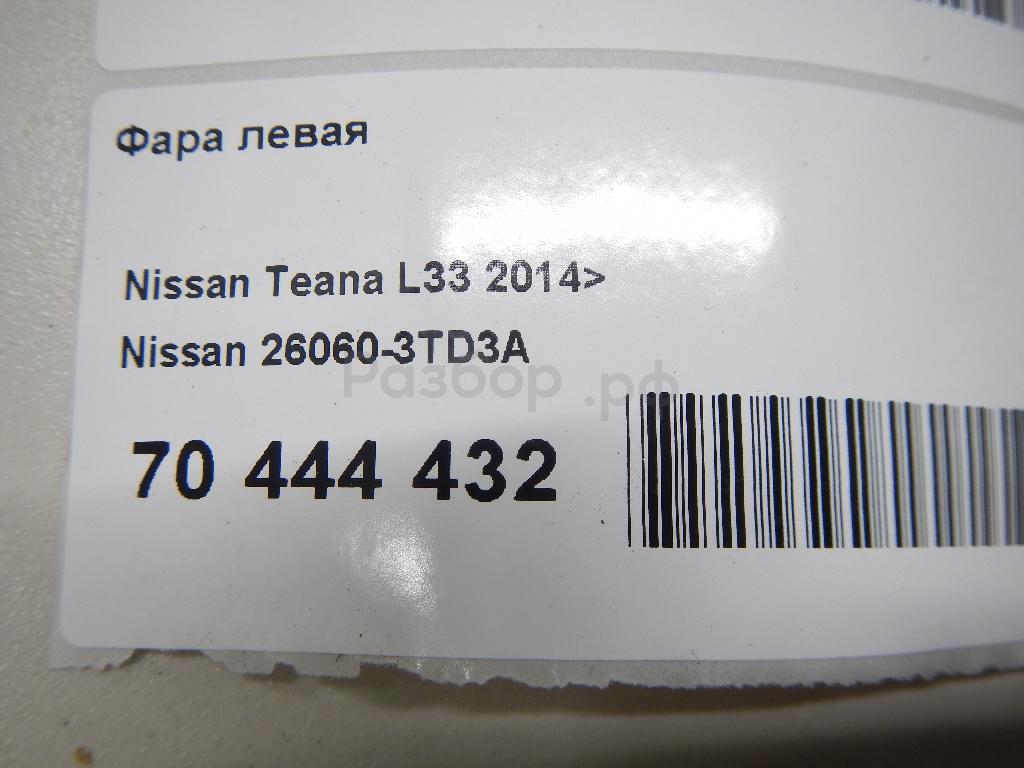 Фара левая
Nissan Teana L33 2014>
Nissan 26060-3TD3A
Разбор.рф
70 444 432